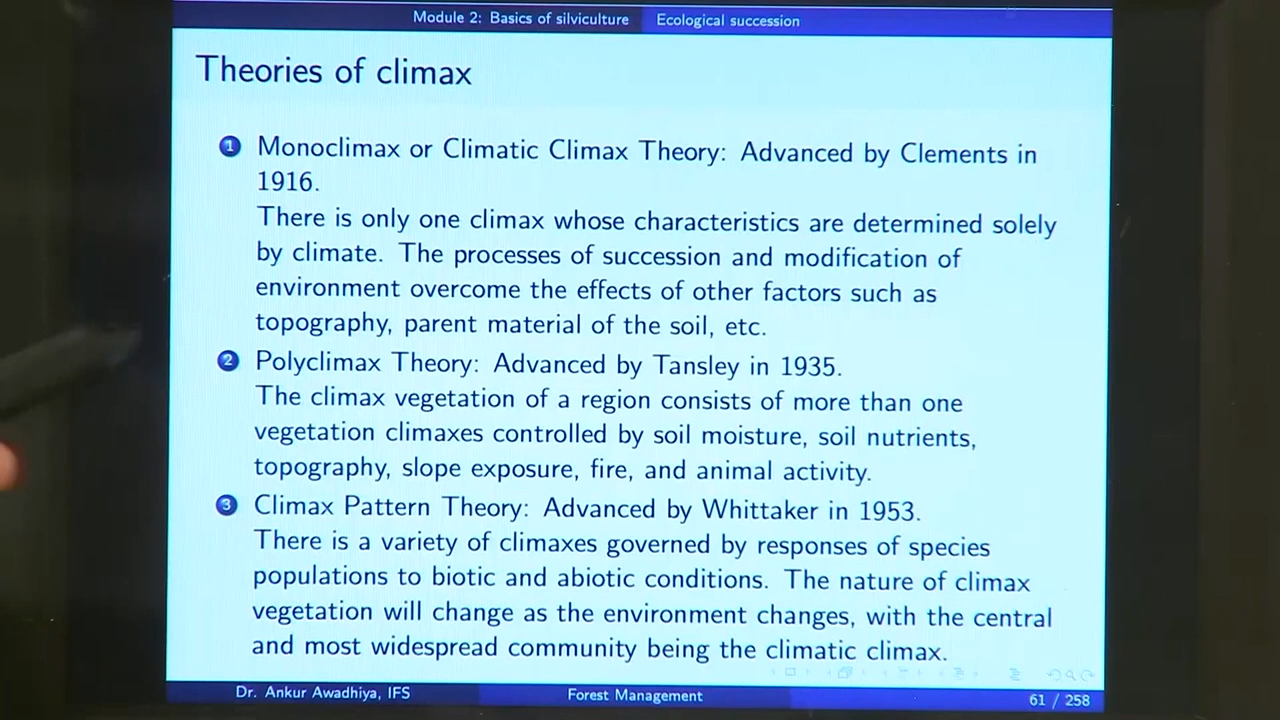 Module 2: Basics of silviculture Ecological succession
Theories of climax
1 Monoclimax or Climatic Climax Theory: Advanced by Clements in
1916.
There is only one climax whose characteristics are determined solely
by climate. The processes of succession and modification of
environment overcome the effects of other factors such as
topography, parent material of the soil, etc.
2 Polyclimax Theory: Advanced by Tansley in 1935.
The climax vegetation of a region consists of more than one
vegetation climaxes controlled by soil moisture, soil nutrients,
topography, slope exposure, fire, and animal activity.
3 Climax Pattern Theory: Advanced by Whittaker in 1953.
There is a variety of climaxes governed by responses of species
populations to biotic and abiotic conditions. The nature of climax
vegetation will change as the environment changes, with the central
and most widespread community being the climatic climax.
Dr. Ankur Awadhiya, IFS Forest Management 61 / 258